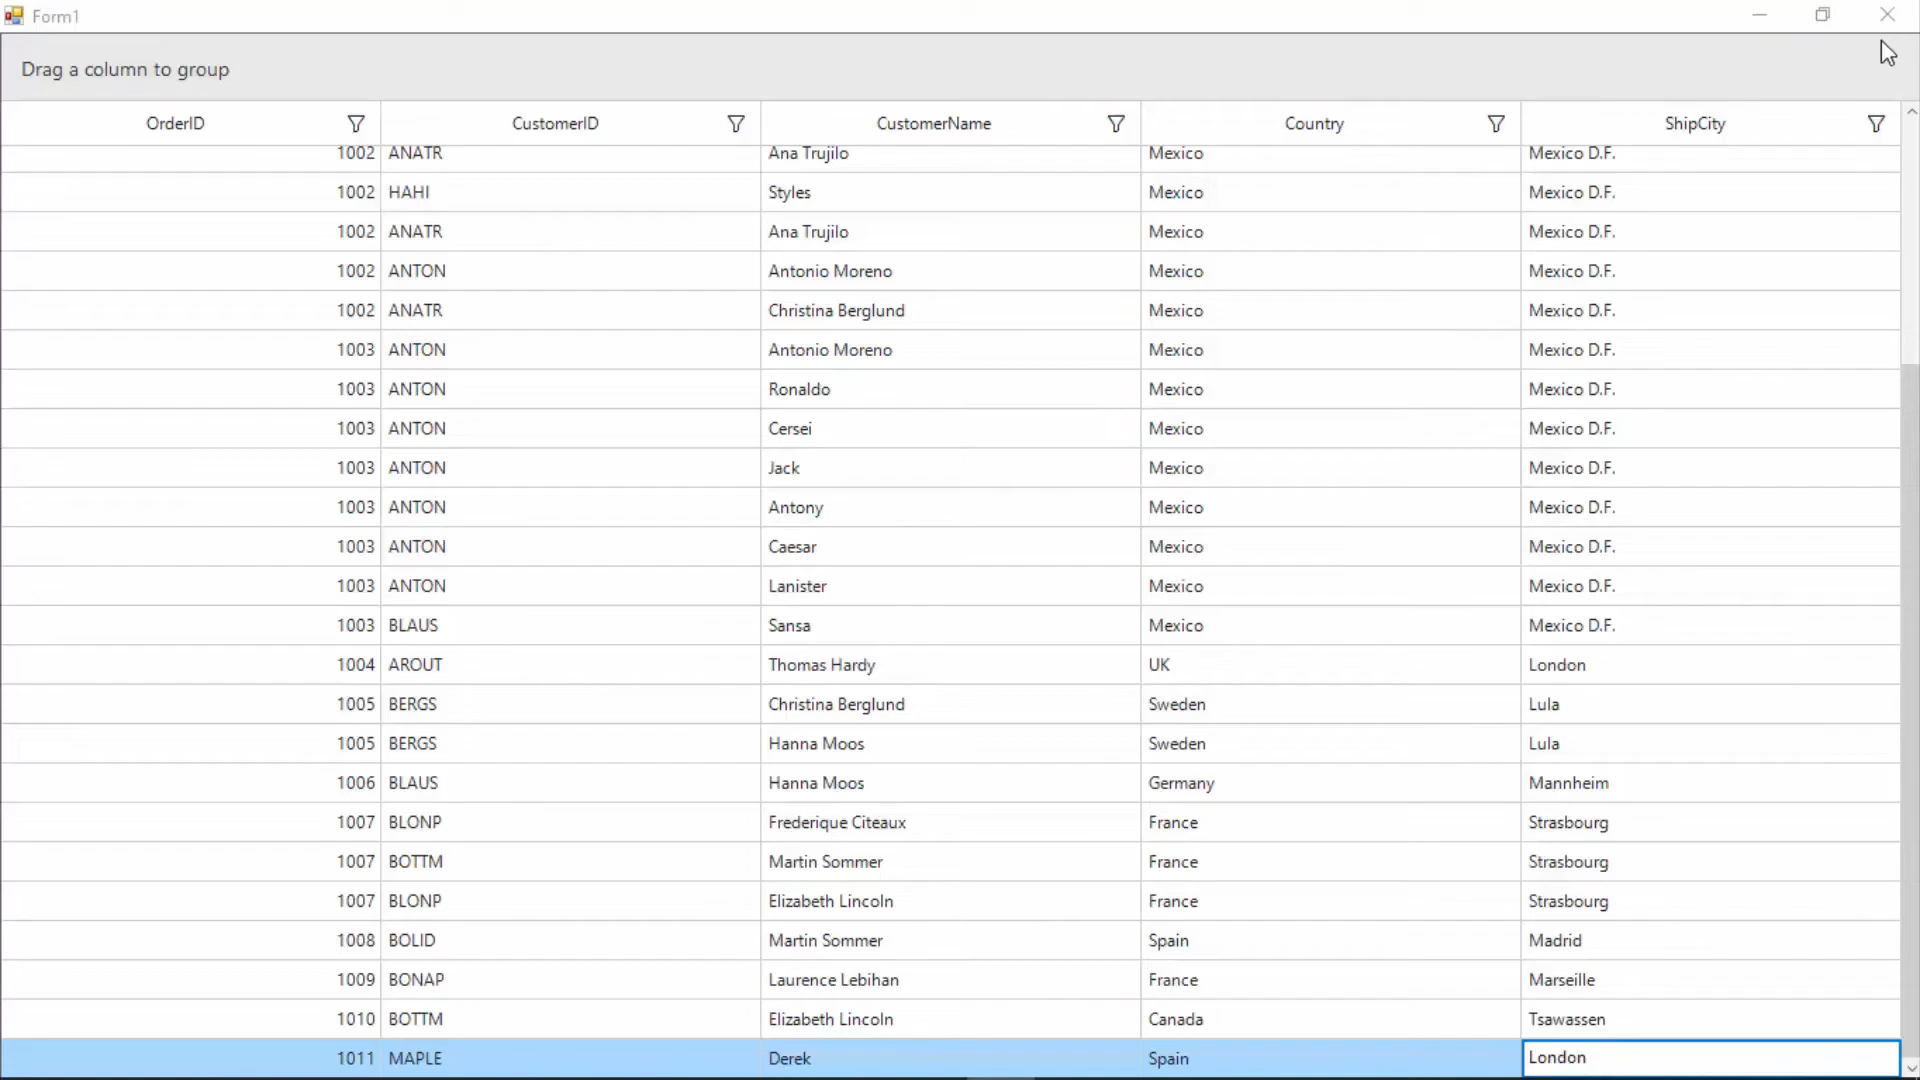 Form1
Drag a column to group
OrderID CustomerID CustomerName Country ShipCity
1002 ANATR Ana Trujilo Mexico Mexico D.F.
1002 HAHI Styles Mexico Mexico D.F.
1002 ANATR Ana Trujilo Mexico Mexico D.F.
1002 ANTON Antonio Moreno Mexico Mexico D.F.
1002 ANATR Christina Berglund Mexico Mexico D.F.
1003 ANTON Antonio Moreno Mexico Mexico D.F.
1003 ANTON Ronaldo Mexico Mexico D.F.
1003 ANTON Cersei Mexico Mexico D.F.
1003 ANTON Jack Mexico Mexico D.F.
1003 ANTON Antony Mexico Mexico D.F.
1003 ANTON Caesar Mexico Mexico D.F.
1003 ANTON Lanister Mexico Mexico D.F.
1003 BLAUS Sansa Mexico Mexico D.F.
1004 AROUT Thomas Hardy UK London
1005 BERGS Christina Berglund Sweden Lula
1005 BERGS Hanna Moos Sweden Lula
1006 BLAUS Hanna Moos Germany Mannheim
1007 BLONP Frederique Citeaux France Strasbourg
1007 BOTTM Martin Sommer France Strasbourg
1007 BLONP Elizabeth Lincoln France Strasbourg
1008 BOLID Martin Sommer Spain Madrid
1009 BONAP Laurence Lebihan France Marseille
1010 BOTTM Elizabeth Lincoln Canada Tsawassen
1011 MAPLE Derek Spain London